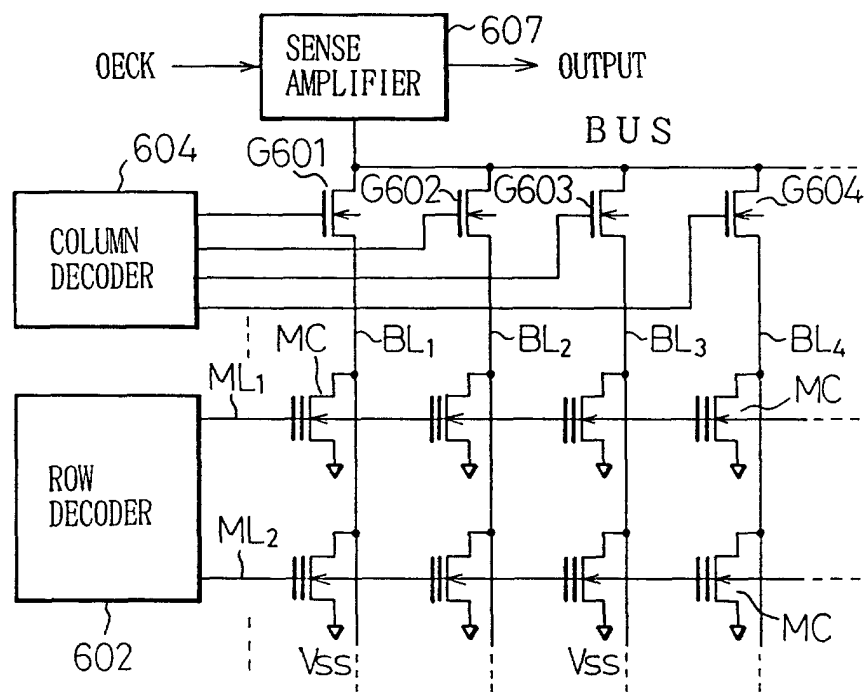 607
SENSE
AMPLIFIER
OECK
OUTPUT
BUS
604
G601
G602
G603
G604
COLUMN
DECODER
MC
BL1
BL2
BL3
BL4
ML1
MC
ROW
DECODER
ML2
MC
602
VSS
VSS